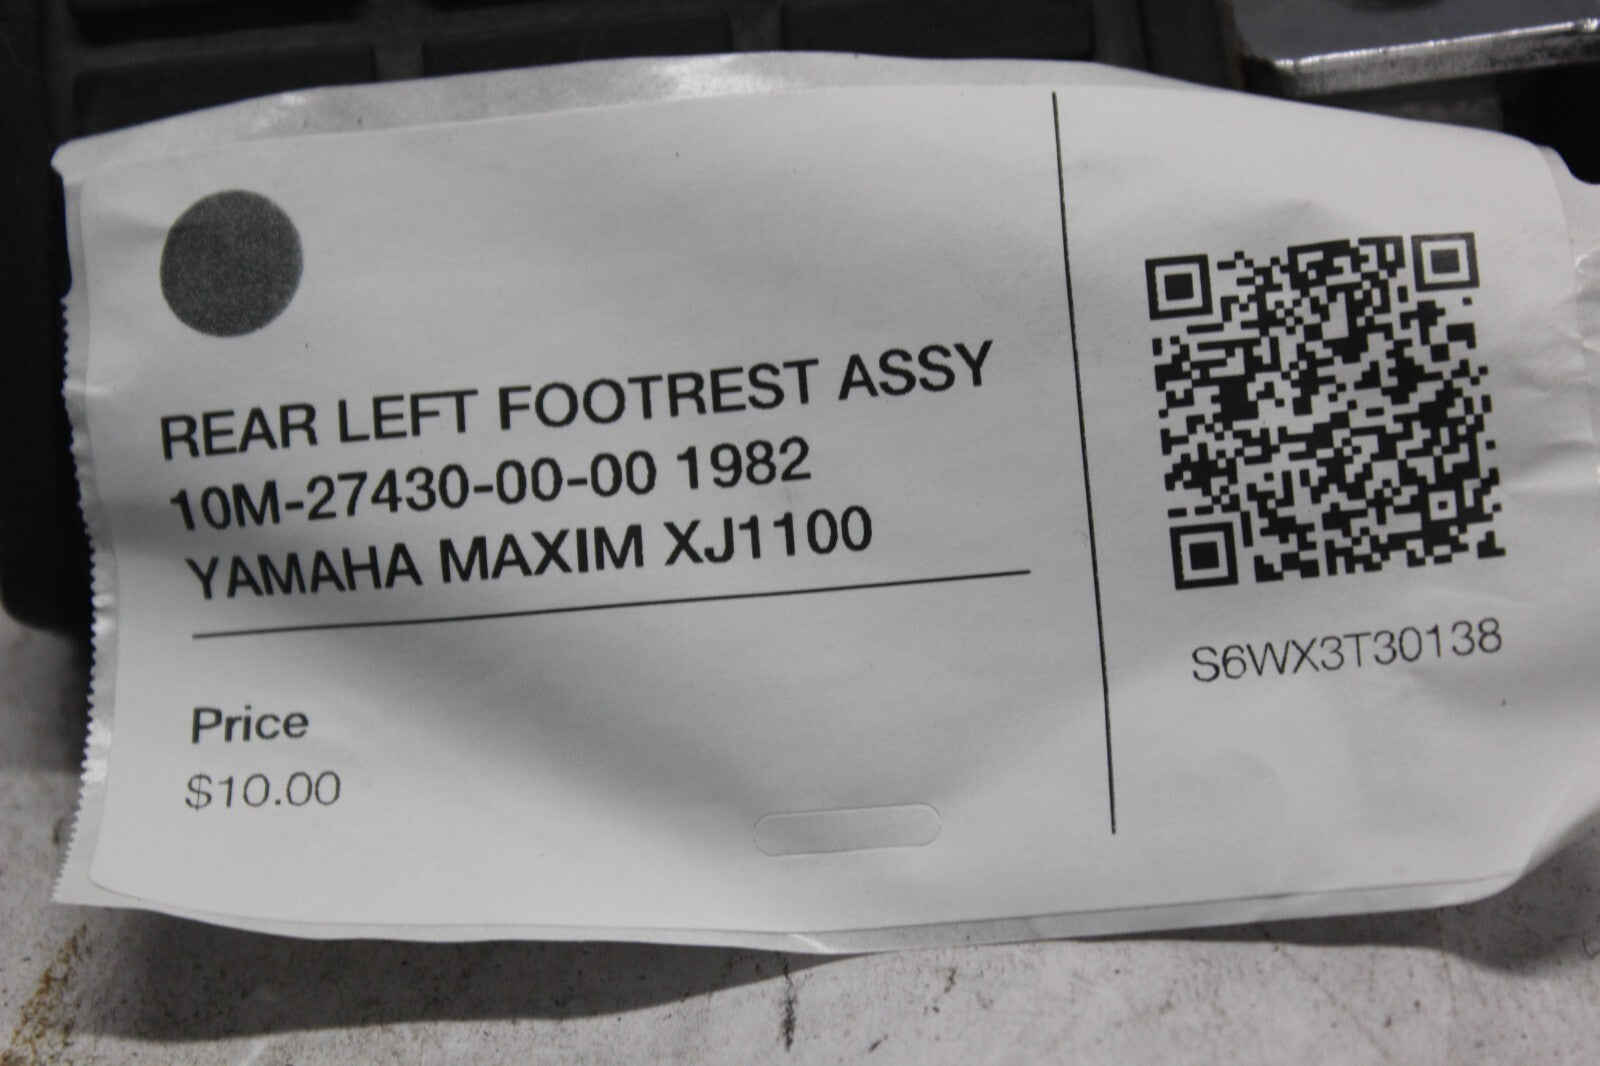 REAR LEFT FOOTREST ASSY
10M-27430-00-00 1982
YAMAHA MAXIM XJ1100
Price
$10.00
S6WX3T30138